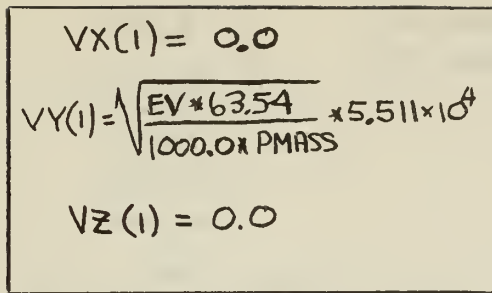 VX(1) = 0.0
VY(1) = √(EV*63.54 / 1000.0* PMASS) *5.511×10⁴
VZ(1) = 0.0